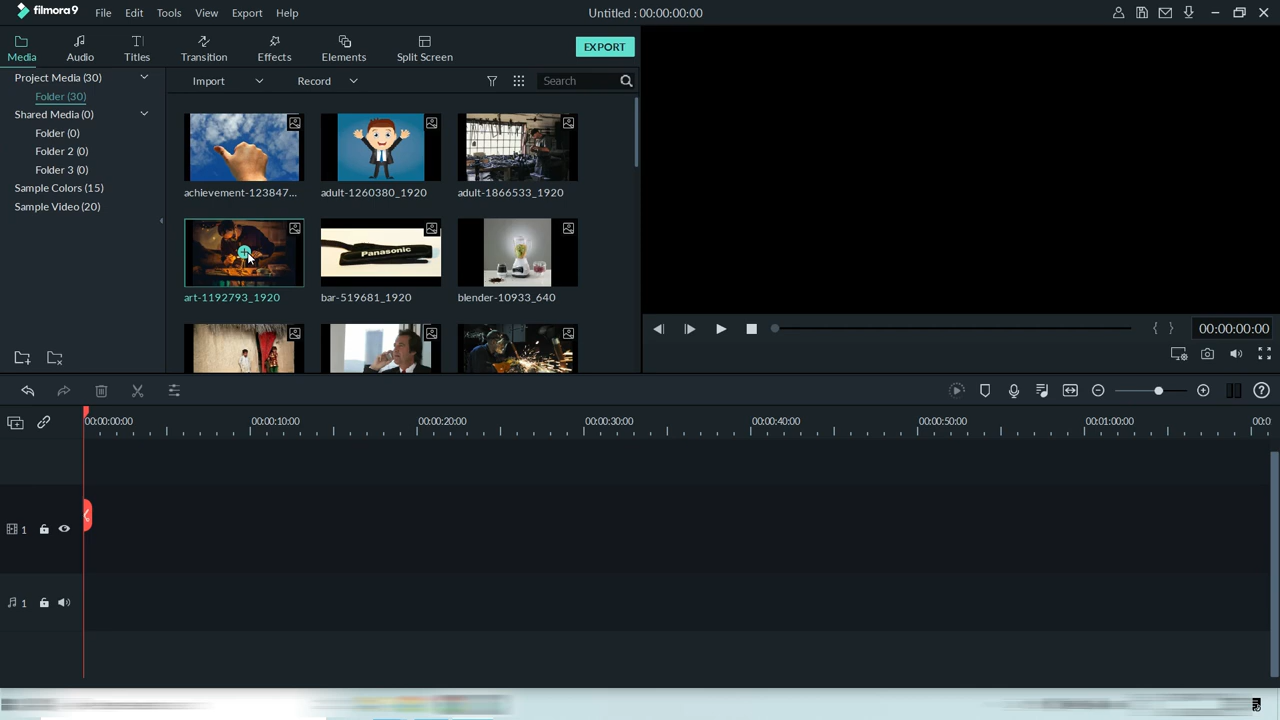 filmora 9 File Edit Tools View Export Help Untitled : 00:00:00:00
Media Audio Titles Transition Effects Elements Split Screen EXPORT
Project Media (30)
Folder (30)
Shared Media (0)
Folder (0)
Folder 2 (0)
Folder 3 (0)
Sample Colors (15)
Sample Video (20)
Import Record Search
achievement-123847... adult-1260380_1920 adult-1866533_1920
Panasonic
art-1192793_1920 bar-519681_1920 blender-10933_640
{ } 00:00:00:00
00:00:00:00 00:00:10:00 00:00:20:00 00:00:30:00 00:00:40:00 00:00:50:00 00:01:00:00 00:0
1
1